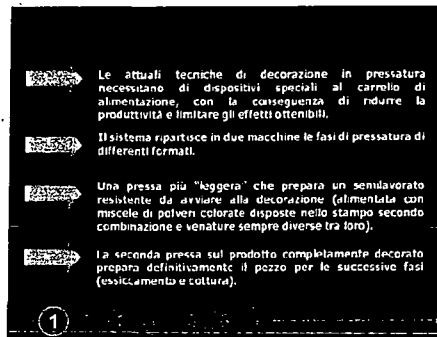 Le attuali tecniche di decorazione in pressatura
necessitano di dispositivi speciali al carrello di
alimentazione, con la conseguenza di ridurre la
produttività e limitare gli effetti ottenibili.
Il sistema ripartisce in due macchine le fasi di pressatura di
differenti formati.
Una pressa più "leggera" che prepara un semilavorato
resistente da avviare alla decorazione (alimentata con
miscele di polveri colorate disposte nello stampo secondo
combinazione e venature sempre diverse tra loro).
La seconda pressa sul prodotto completamente decorato
prepara definitivamente il pezzo per le successive fasi
(essiccamento e cottura).
1